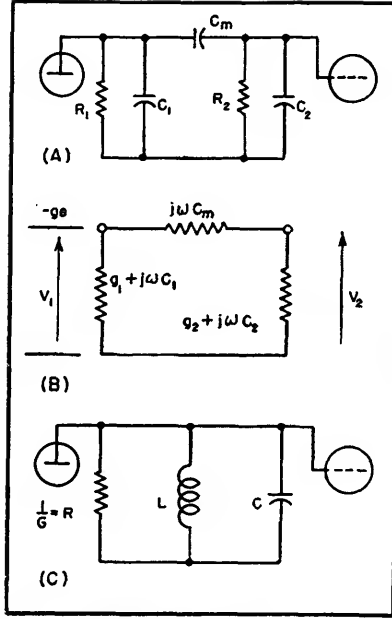 Cm
R1
C1
R2
C2
(A)
-ge
jωCm
V1
g1+jωC1
g2+jωC2
V2
(B)
1/G = R
L
C
(C)